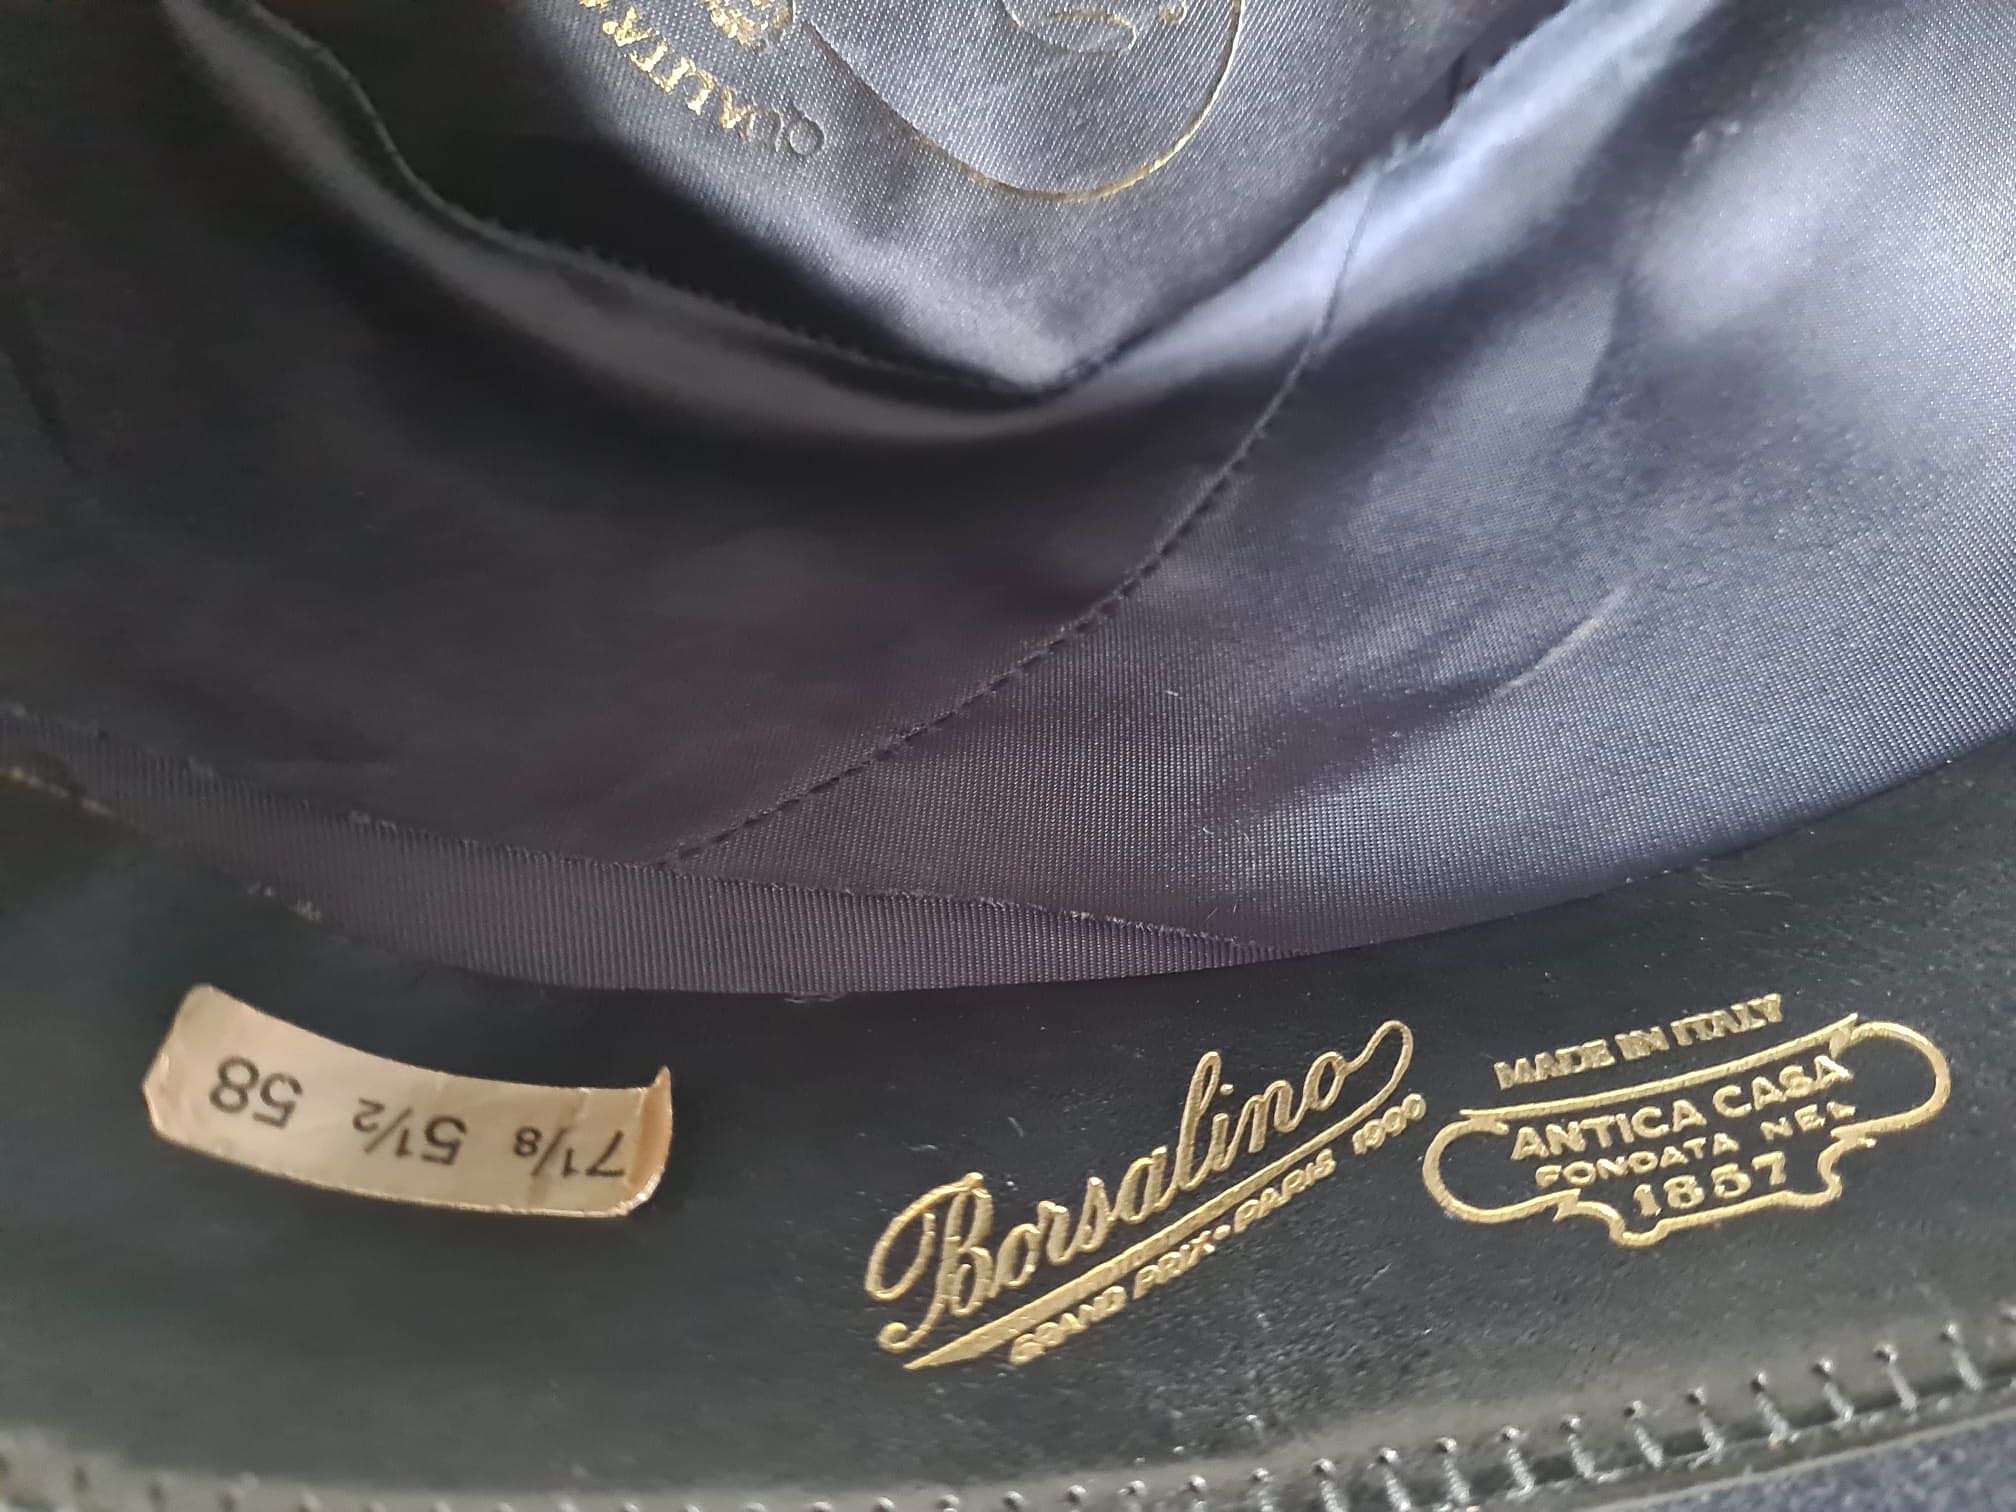 QUALITA'
7 1/8 5 1/2 58
Borsalino
GRAND PRIX • PARIS 1900
MADE IN ITALY
ANTICA CASA
FONDATA NEL
1857